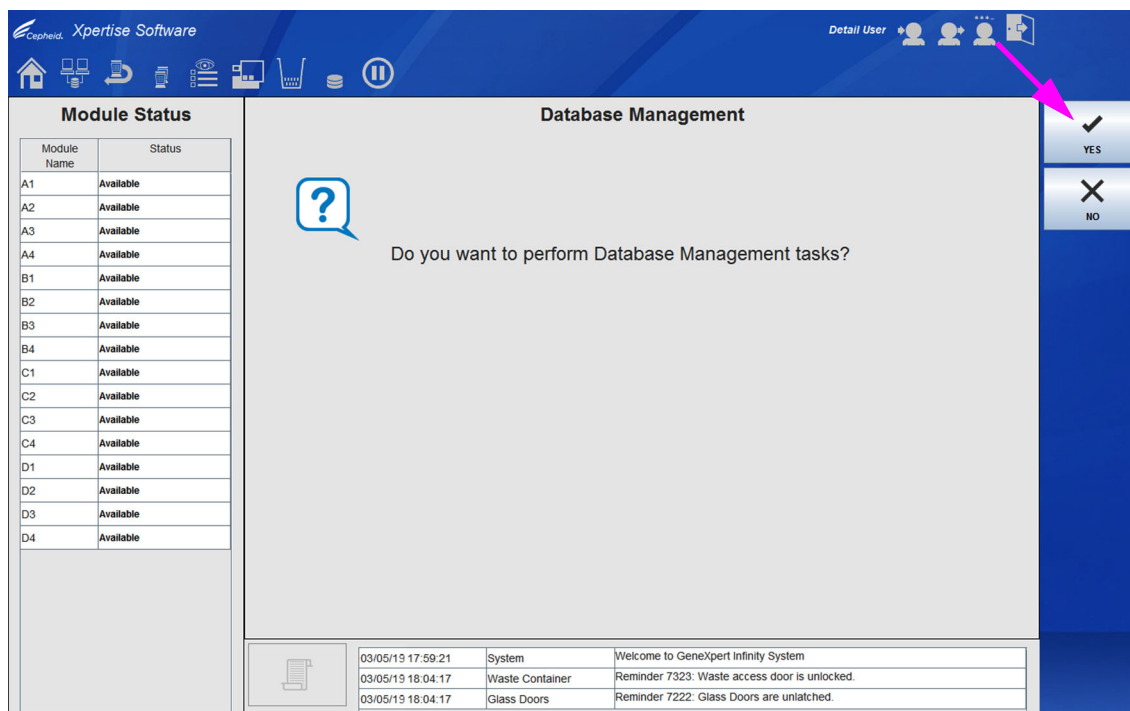 Cepheid. Xpertise Software
Detail User
Module Status
Module Name Status
A1 Available
A2 Available
A3 Available
A4 Available
B1 Available
B2 Available
B3 Available
B4 Available
C1 Available
C2 Available
C3 Available
C4 Available
D1 Available
D2 Available
D3 Available
D4 Available
Database Management
?
Do you want to perform Database Management tasks?
YES
NO
03/05/19 17:59:21 System Welcome to GeneXpert Infinity System
03/05/19 18:04:17 Waste Container Reminder 7323: Waste access door is unlocked.
03/05/19 18:04:17 Glass Doors Reminder 7222: Glass Doors are unlatched.